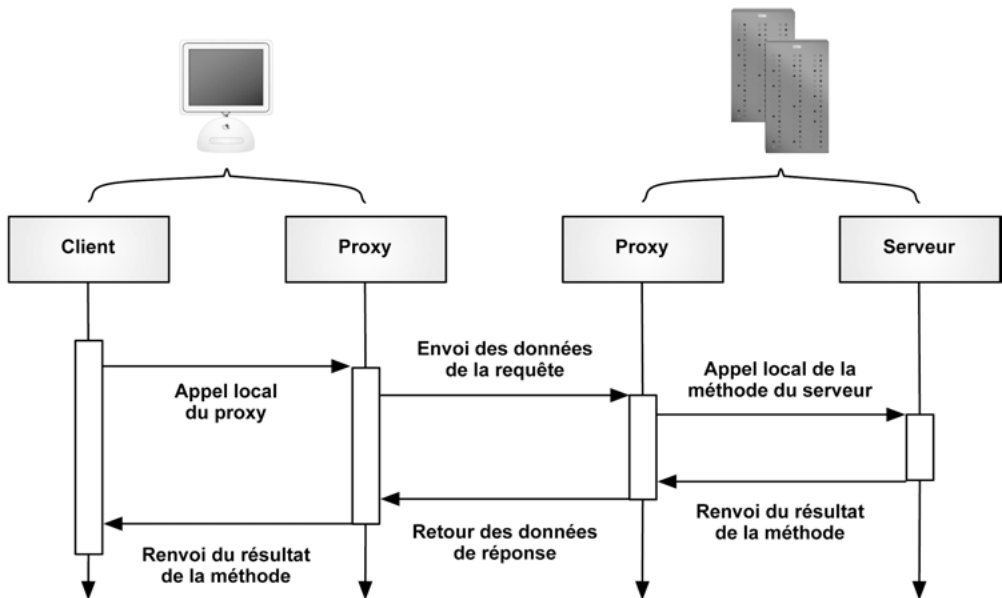 Client
Proxy
Proxy
Serveur
Appel local
du proxy
Envoi des données
de la requête
Appel local de la
méthode du serveur
Renvoi du résultat
de la méthode
Retour des données
de réponse
Renvoi du résultat
de la méthode